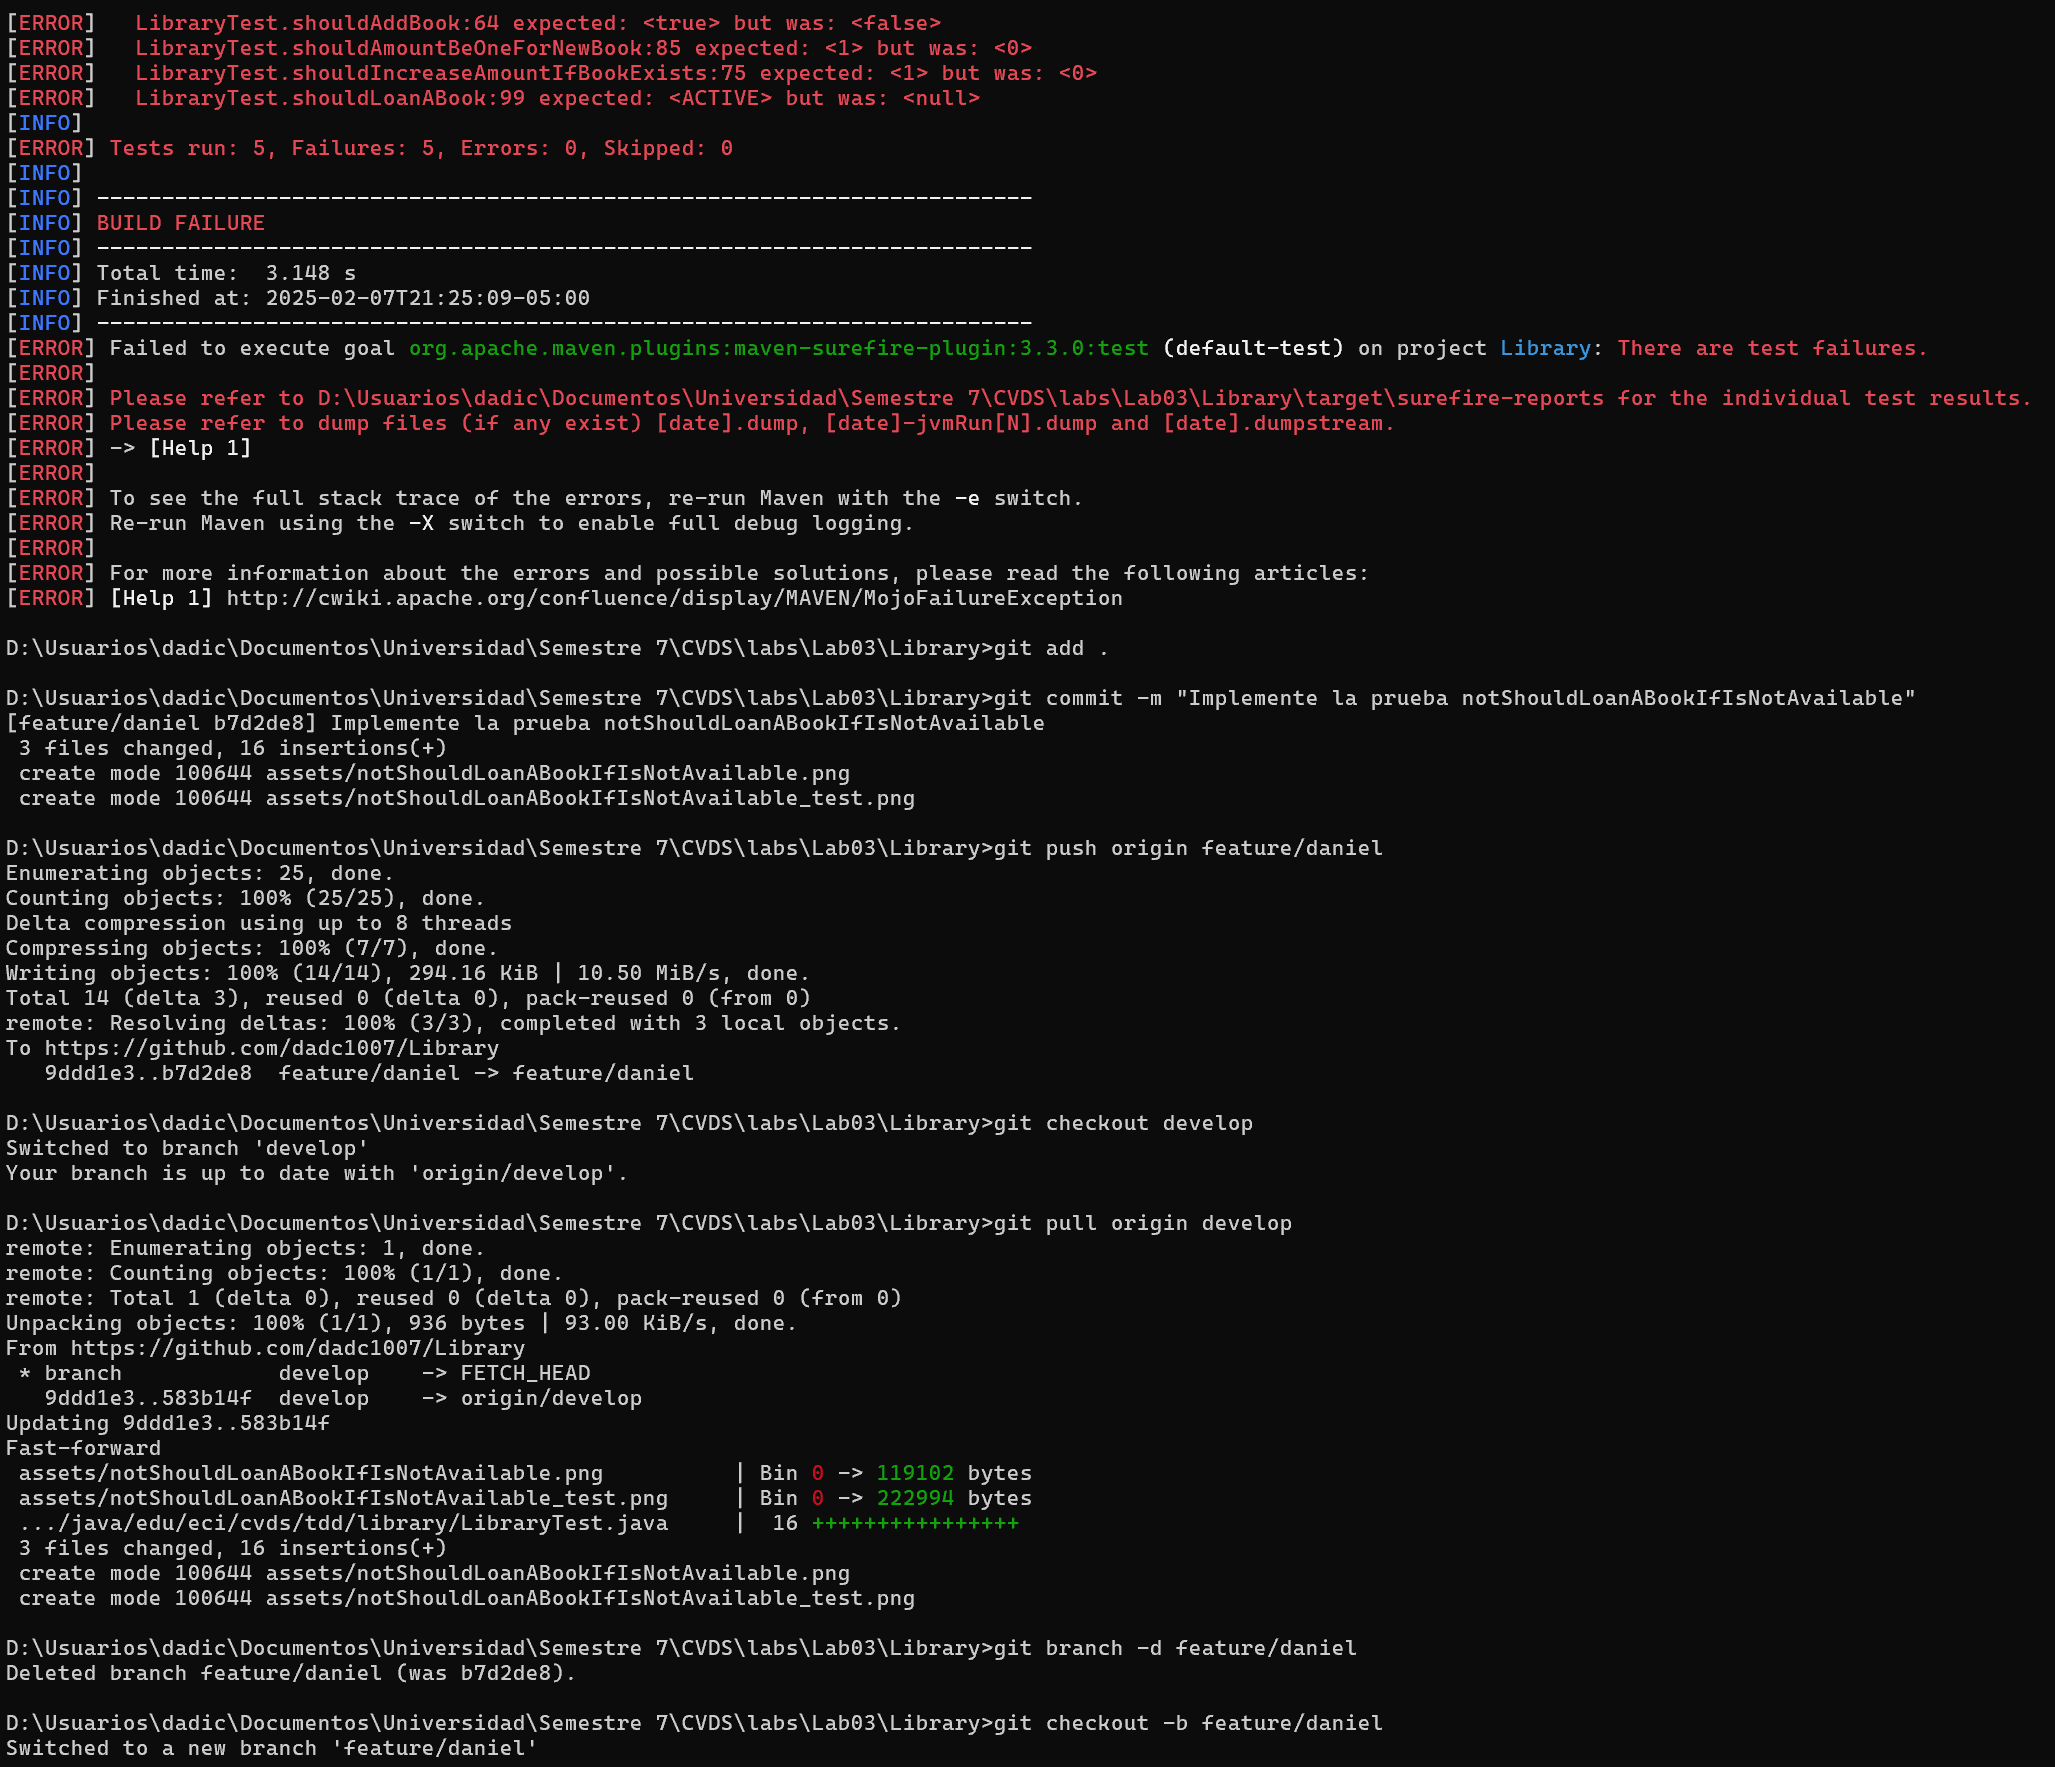 [ERROR]   LibraryTest.shouldAddBook:64 expected: <true> but was: <false>
[ERROR]   LibraryTest.shouldAmountBeOneForNewBook:85 expected: <1> but was: <0>
[ERROR]   LibraryTest.shouldIncreaseAmountIfBookExists:75 expected: <1> but was: <0>
[ERROR]   LibraryTest.shouldLoanABook:99 expected: <ACTIVE> but was: <null>
[INFO]
[ERROR] Tests run: 5, Failures: 5, Errors: 0, Skipped: 0
[INFO]
[INFO] ------------------------------------------------------------------------
[INFO] BUILD FAILURE
[INFO] ------------------------------------------------------------------------
[INFO] Total time:  3.148 s
[INFO] Finished at: 2025-02-07T21:25:09-05:00
[INFO] ------------------------------------------------------------------------
[ERROR] Failed to execute goal org.apache.maven.plugins:maven-surefire-plugin:3.3.0:test (default-test) on project Library: There are test failures.
[ERROR]
[ERROR] Please refer to D:\Usuarios\dadic\Documentos\Universidad\Semestre 7\CVDS\labs\Lab03\Library\target\surefire-reports for the individual test results.
[ERROR] Please refer to dump files (if any exist) [date].dump, [date]-jvmRun[N].dump and [date].dumpstream.
[ERROR] -> [Help 1]
[ERROR]
[ERROR] To see the full stack trace of the errors, re-run Maven with the -e switch.
[ERROR] Re-run Maven using the -X switch to enable full debug logging.
[ERROR]
[ERROR] For more information about the errors and possible solutions, please read the following articles:
[ERROR] [Help 1] http://cwiki.apache.org/confluence/display/MAVEN/MojoFailureException

D:\Usuarios\dadic\Documentos\Universidad\Semestre 7\CVDS\labs\Lab03\Library>git add .

D:\Usuarios\dadic\Documentos\Universidad\Semestre 7\CVDS\labs\Lab03\Library>git commit -m "Implemente la prueba notShouldLoanABookIfIsNotAvailable"
[feature/daniel b7d2de8] Implemente la prueba notShouldLoanABookIfIsNotAvailable
 3 files changed, 16 insertions(+)
 create mode 100644 assets/notShouldLoanABookIfIsNotAvailable.png
 create mode 100644 assets/notShouldLoanABookIfIsNotAvailable_test.png

D:\Usuarios\dadic\Documentos\Universidad\Semestre 7\CVDS\labs\Lab03\Library>git push origin feature/daniel
Enumerating objects: 25, done.
Counting objects: 100% (25/25), done.
Delta compression using up to 8 threads
Compressing objects: 100% (7/7), done.
Writing objects: 100% (14/14), 294.16 KiB | 10.50 MiB/s, done.
Total 14 (delta 3), reused 0 (delta 0), pack-reused 0 (from 0)
remote: Resolving deltas: 100% (3/3), completed with 3 local objects.
To https://github.com/dadc1007/Library
   9ddd1e3..b7d2de8  feature/daniel -> feature/daniel

D:\Usuarios\dadic\Documentos\Universidad\Semestre 7\CVDS\labs\Lab03\Library>git checkout develop
Switched to branch 'develop'
Your branch is up to date with 'origin/develop'.

D:\Usuarios\dadic\Documentos\Universidad\Semestre 7\CVDS\labs\Lab03\Library>git pull origin develop
remote: Enumerating objects: 1, done.
remote: Counting objects: 100% (1/1), done.
remote: Total 1 (delta 0), reused 0 (delta 0), pack-reused 0 (from 0)
Unpacking objects: 100% (1/1), 936 bytes | 93.00 KiB/s, done.
From https://github.com/dadc1007/Library
 * branch            develop    -> FETCH_HEAD
   9ddd1e3..583b14f  develop    -> origin/develop
Updating 9ddd1e3..583b14f
Fast-forward
 assets/notShouldLoanABookIfIsNotAvailable.png          | Bin 0 -> 119102 bytes
 assets/notShouldLoanABookIfIsNotAvailable_test.png     | Bin 0 -> 222994 bytes
 .../java/edu/eci/cvds/tdd/library/LibraryTest.java     |  16 ++++++++++++++++
 3 files changed, 16 insertions(+)
 create mode 100644 assets/notShouldLoanABookIfIsNotAvailable.png
 create mode 100644 assets/notShouldLoanABookIfIsNotAvailable_test.png

D:\Usuarios\dadic\Documentos\Universidad\Semestre 7\CVDS\labs\Lab03\Library>git branch -d feature/daniel
Deleted branch feature/daniel (was b7d2de8).

D:\Usuarios\dadic\Documentos\Universidad\Semestre 7\CVDS\labs\Lab03\Library>git checkout -b feature/daniel
Switched to a new branch 'feature/daniel'